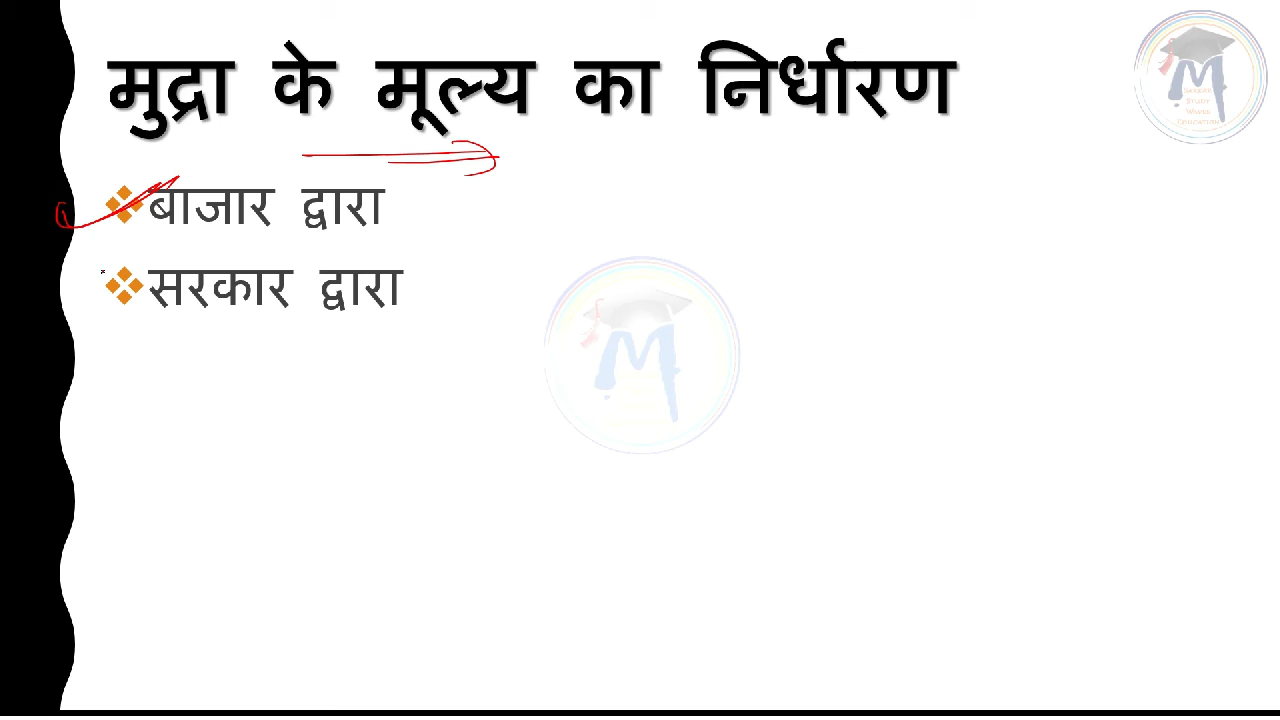 मुद्रा के मूल्य का निर्धारण
बाजार द्वारा
सरकार द्वारा